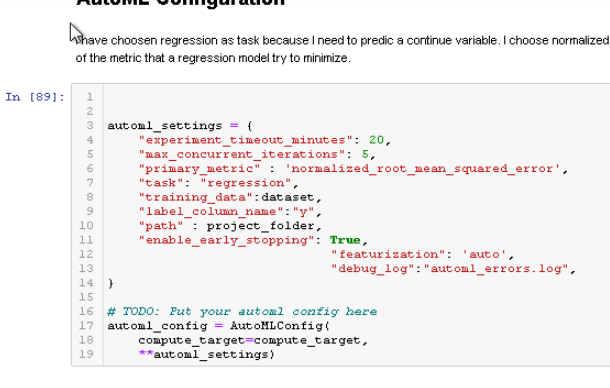 AutoML Configuration
have choosen regression as task because I need to predic a continue variable. I choose normalized
of the metric that a regression model try to minimize.
In [89]:
1
2
3 automl_settings = {
4 "experiment_timeout_minutes": 20,
5 "max_concurrent_iterations": 5,
6 "primary_metric" : 'normalized_root_mean_squared_error',
7 "task": "regression",
8 "training_data":dataset,
9 "label_column_name":"y",
10 "path" : project_folder,
11 "enable_early_stopping": True,
12 "featurization": 'auto',
13 "debug_log":"automl_errors.log",
14 }
15
16 # TODO: Put your automl config here
17 automl_config = AutoMLConfig(
18 compute_target=compute_target,
19 **automl_settings)